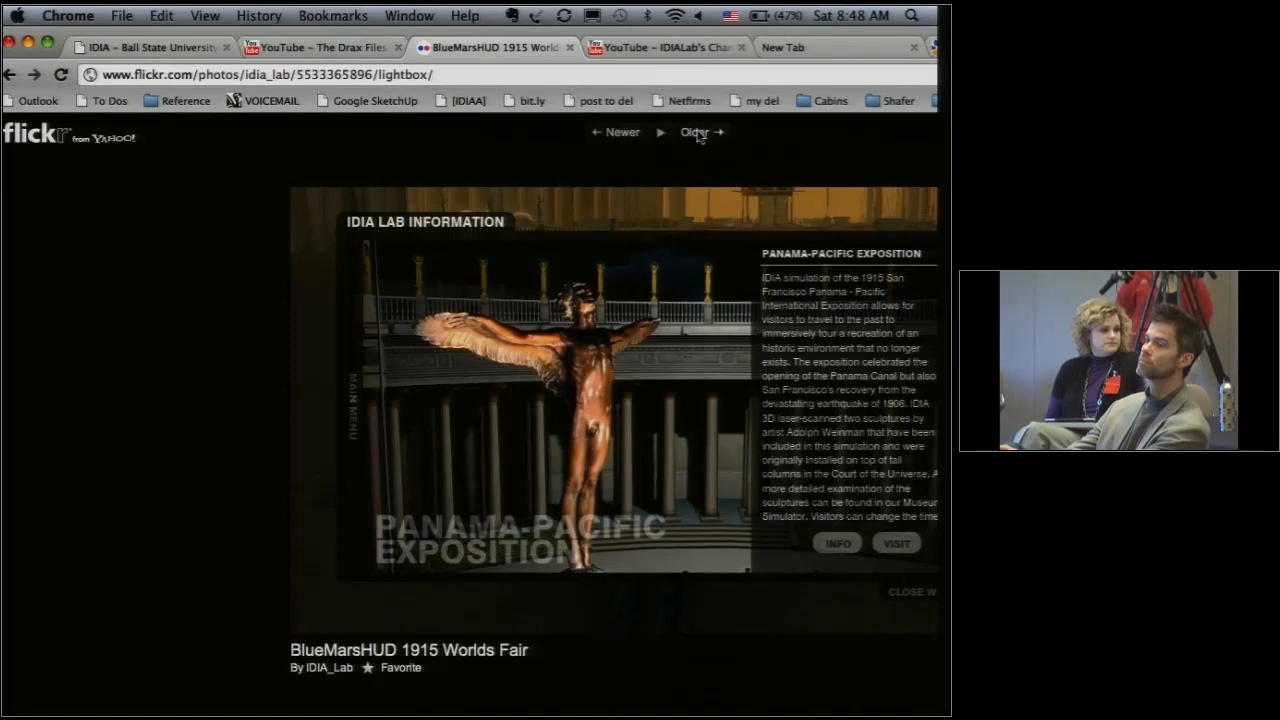 Chrome File Edit View History Bookmarks Window Help (47%) Sat 8:48 AM
IDIA – Ball State University YouTube – The Drax Files BlueMarsHUD 1915 World YouTube – IDIALab's Chan New Tab
www.flickr.com/photos/idia_lab/5533365896/lightbox/
Outlook To Dos Reference VOICEMAIL Google SketchUp [IDIAA] bit.ly post to del Netfirms my del Cabins Shafer
flickr from YAHOO!
← Newer Older →
IDIA LAB INFORMATION
PANAMA-PACIFIC EXPOSITION
IDIA simulation of the 1915 San
Francisco Panama - Pacific
International Exposition allows for
visitors to travel to the past to
immersively tour a recreation of an
historic environment that no longer
exists. The exposition celebrated the
opening of the Panama Canal but also
San Francisco's recovery from the
devastating earthquake of 1906. IDIA
3D laser-scanned two sculptures by
artist Adolph Weinman that have been
included in this simulation and were
originally installed on top of tall
columns in the Court of the Universe. A
more detailed examination of the
sculptures can be found in our Museum
Simulator. Visitors can change the time
MAIN MENU
PANAMA-PACIFIC
EXPOSITION
INFO VISIT
CLOSE W
BlueMarsHUD 1915 Worlds Fair
By IDIA_Lab ★ Favorite